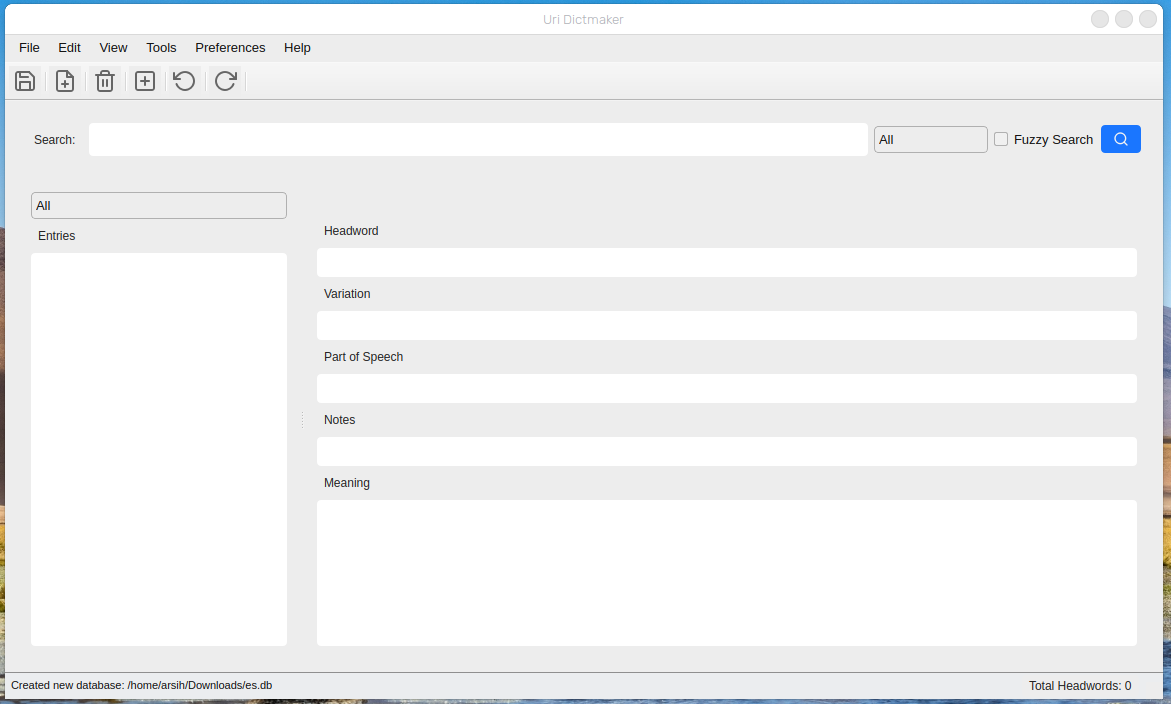 Uri Dictmaker
File Edit View Tools Preferences Help
Search: All Fuzzy Search
All
Entries
Headword
Variation
Part of Speech
Notes
Meaning
Created new database: /home/arsih/Downloads/es.db Total Headwords: 0